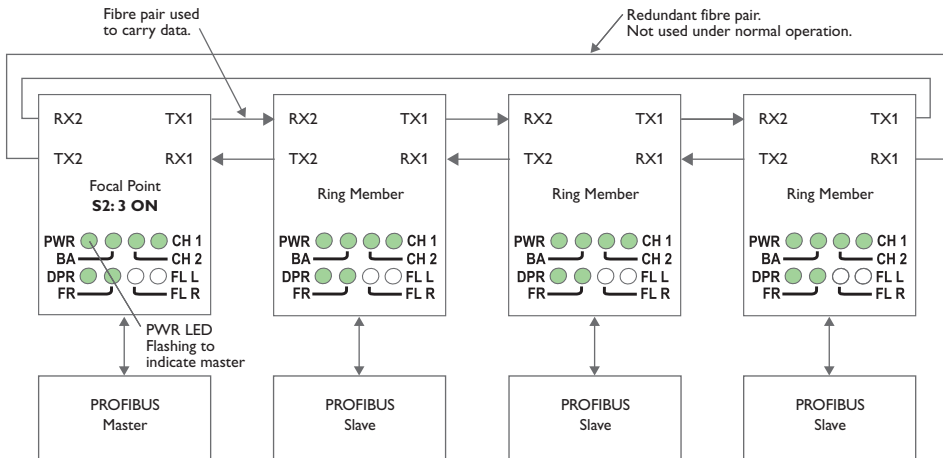 Fibre pair used
to carry data.
Redundant fibre pair.
Not used under normal operation.
RX2 TX1
TX2 RX1
Focal Point
S2: 3 ON
PWR CH 1
BA CH 2
DPR FL L
FR FL R
PWR LED
Flashing to
indicate master
PROFIBUS
Master
RX2 TX1
TX2 RX1
Ring Member
PWR CH 1
BA CH 2
DPR FL L
FR FL R
PROFIBUS
Slave
RX2 TX1
TX2 RX1
Ring Member
PWR CH 1
BA CH 2
DPR FL L
FR FL R
PROFIBUS
Slave
RX2 TX1
TX2 RX1
Ring Member
PWR CH 1
BA CH 2
DPR FL L
FR FL R
PROFIBUS
Slave